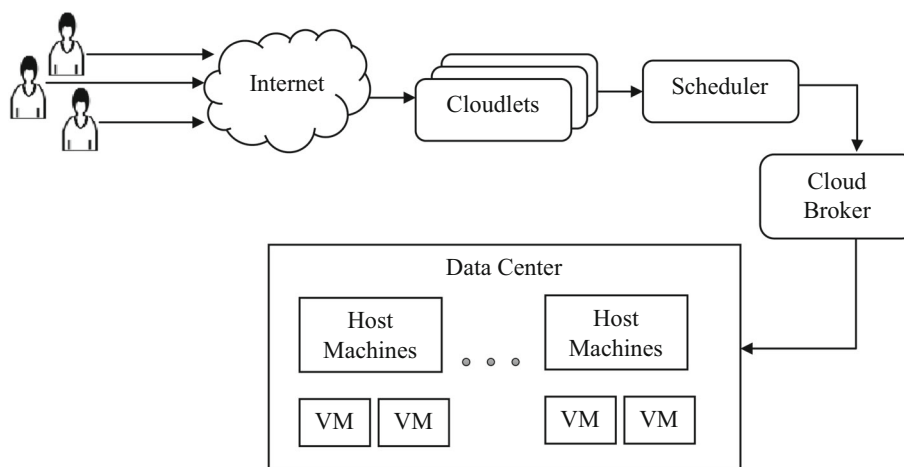 Internet
Cloudlets
Scheduler
Cloud
Broker
Data Center
Host
Machines
Host
Machines
VM
VM
VM
VM